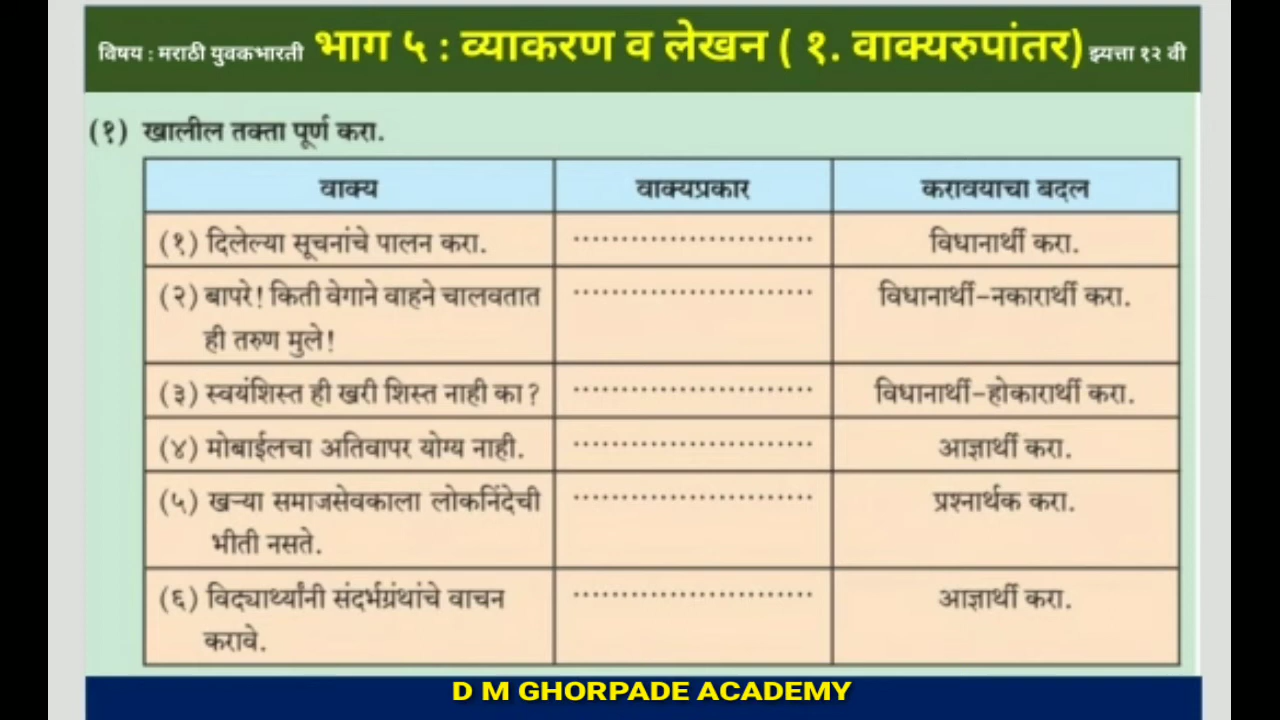 विषय : मराठी युवकभारती भाग ५ : व्याकरण व लेखन ( १. वाक्यरुपांतर) इयत्ता १२ वी
(१) खालील तक्ता पूर्ण करा.
वाक्य वाक्यप्रकार करावयाचा बदल
(१) दिलेल्या सूचनांचे पालन करा. ........................ विधानार्थी करा.
(२) बापरे! किती वेगाने वाहने चालवतात ........................ विधानार्थी-नकारार्थी करा.
ही तरुण मुले!
(३) स्वयंशिस्त ही खरी शिस्त नाही का? ........................ विधानार्थी-होकारार्थी करा.
(४) मोबाईलचा अतिवापर योग्य नाही. ........................ आज्ञार्थी करा.
(५) खऱ्या समाजसेवकाला लोकनिंदेची ........................ प्रश्नार्थक करा.
भीती नसते.
(६) विद्यार्थ्यांनी संदर्भग्रंथांचे वाचन ........................ आज्ञार्थी करा.
करावे.
D M GHORPADE ACADEMY